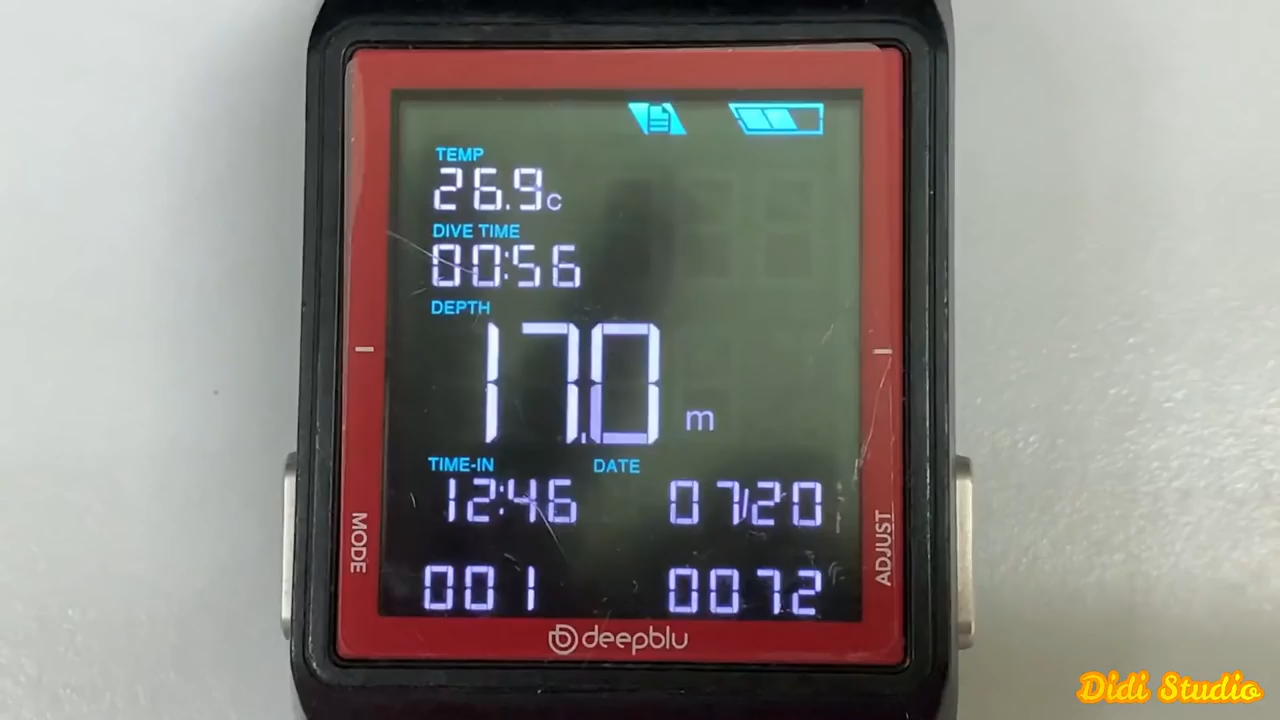 TEMP
26.9c
DIVE TIME
00:56
DEPTH
17.0 m
TIME-IN DATE
12:46 07/20
001 0072
MODE
ADJUST
deepblu
Didi Studio